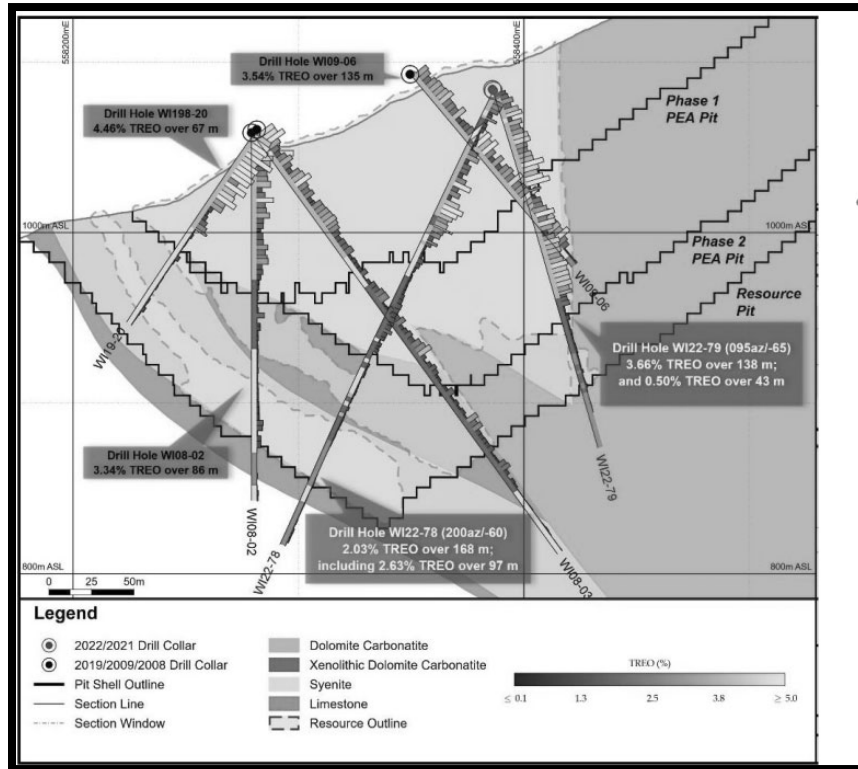 558200mE
558400mE
Drill Hole WI09-06
3.54% TREO over 135 m
Drill Hole WI198-20
4.46% TREO over 67 m
Phase 1
PEA Pit
1000m ASL
1000m ASL
Phase 2
PEA Pit
WI09-06
Resource
Pit
WI19-20
Drill Hole WI22-79 (095az/-65)
3.66% TREO over 138 m;
and 0.50% TREO over 43 m
Drill Hole WI08-02
3.34% TREO over 86 m
WI22-79
WI08-02
Drill Hole WI22-78 (200az/-60)
2.03% TREO over 168 m;
including 2.63% TREO over 97 m
WI22-78
WI08-03
800m ASL
800m ASL
0 25 50m
Legend
2022/2021 Drill Collar
2019/2009/2008 Drill Collar
Pit Shell Outline
Section Line
Section Window
Dolomite Carbonatite
Xenolithic Dolomite Carbonatite
Syenite
Limestone
Resource Outline
TREO (%)
≤ 0.1 1.3 2.5 3.8 ≥ 5.0